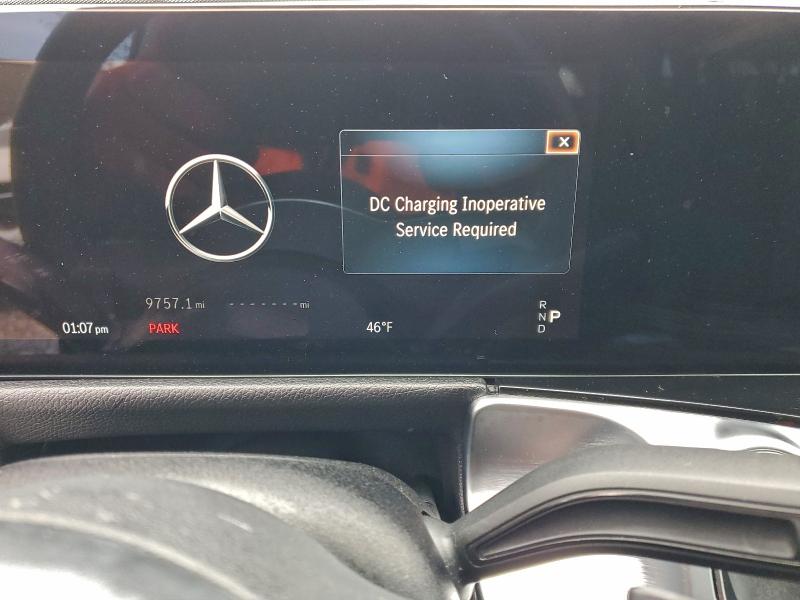 X
DC Charging Inoperative
Service Required
9757.1 mi -------mi
01:07 pm PARK 46°F
R
N P
D